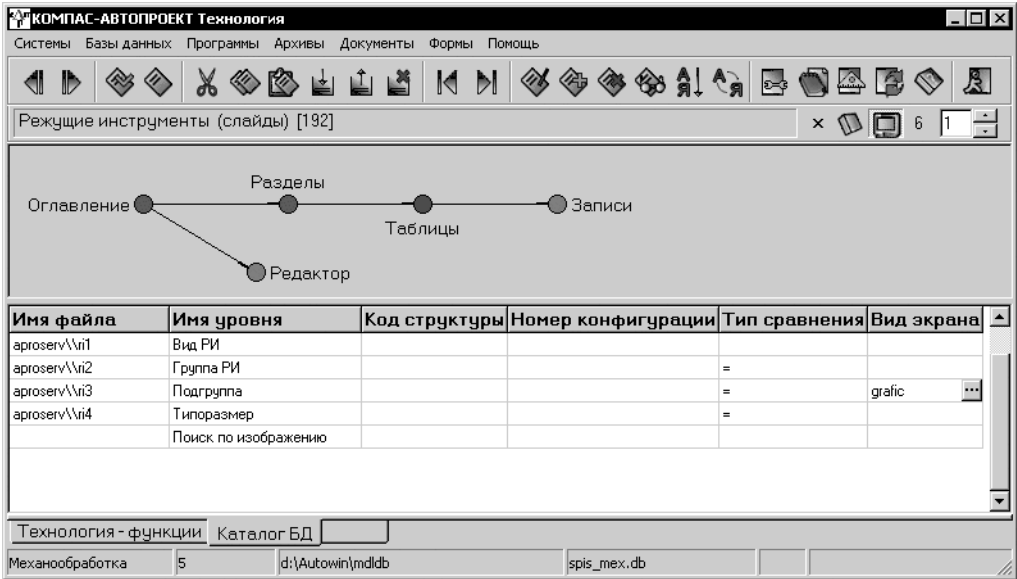 КОМПАС-АВТОПРОЕКТ Технология
Системы Базы данных Программы Архивы Документы Формы Помощь
Режущие инструменты (слайды) [192] 6 1
Разделы
Оглавление Записи
Таблицы
Редактор
Имя файла Имя уровня Код структуры Номер конфигурации Тип сравнения Вид экрана
aproserv\\ri1 Вид РИ
aproserv\\ri2 Группа РИ =
aproserv\\ri3 Подгруппа = grafic ...
aproserv\\ri4 Типоразмер =
Поиск по изображению
Технология - функции Каталог БД
Механообработка 5 d:\Autowin\mdldb spis_mex.db